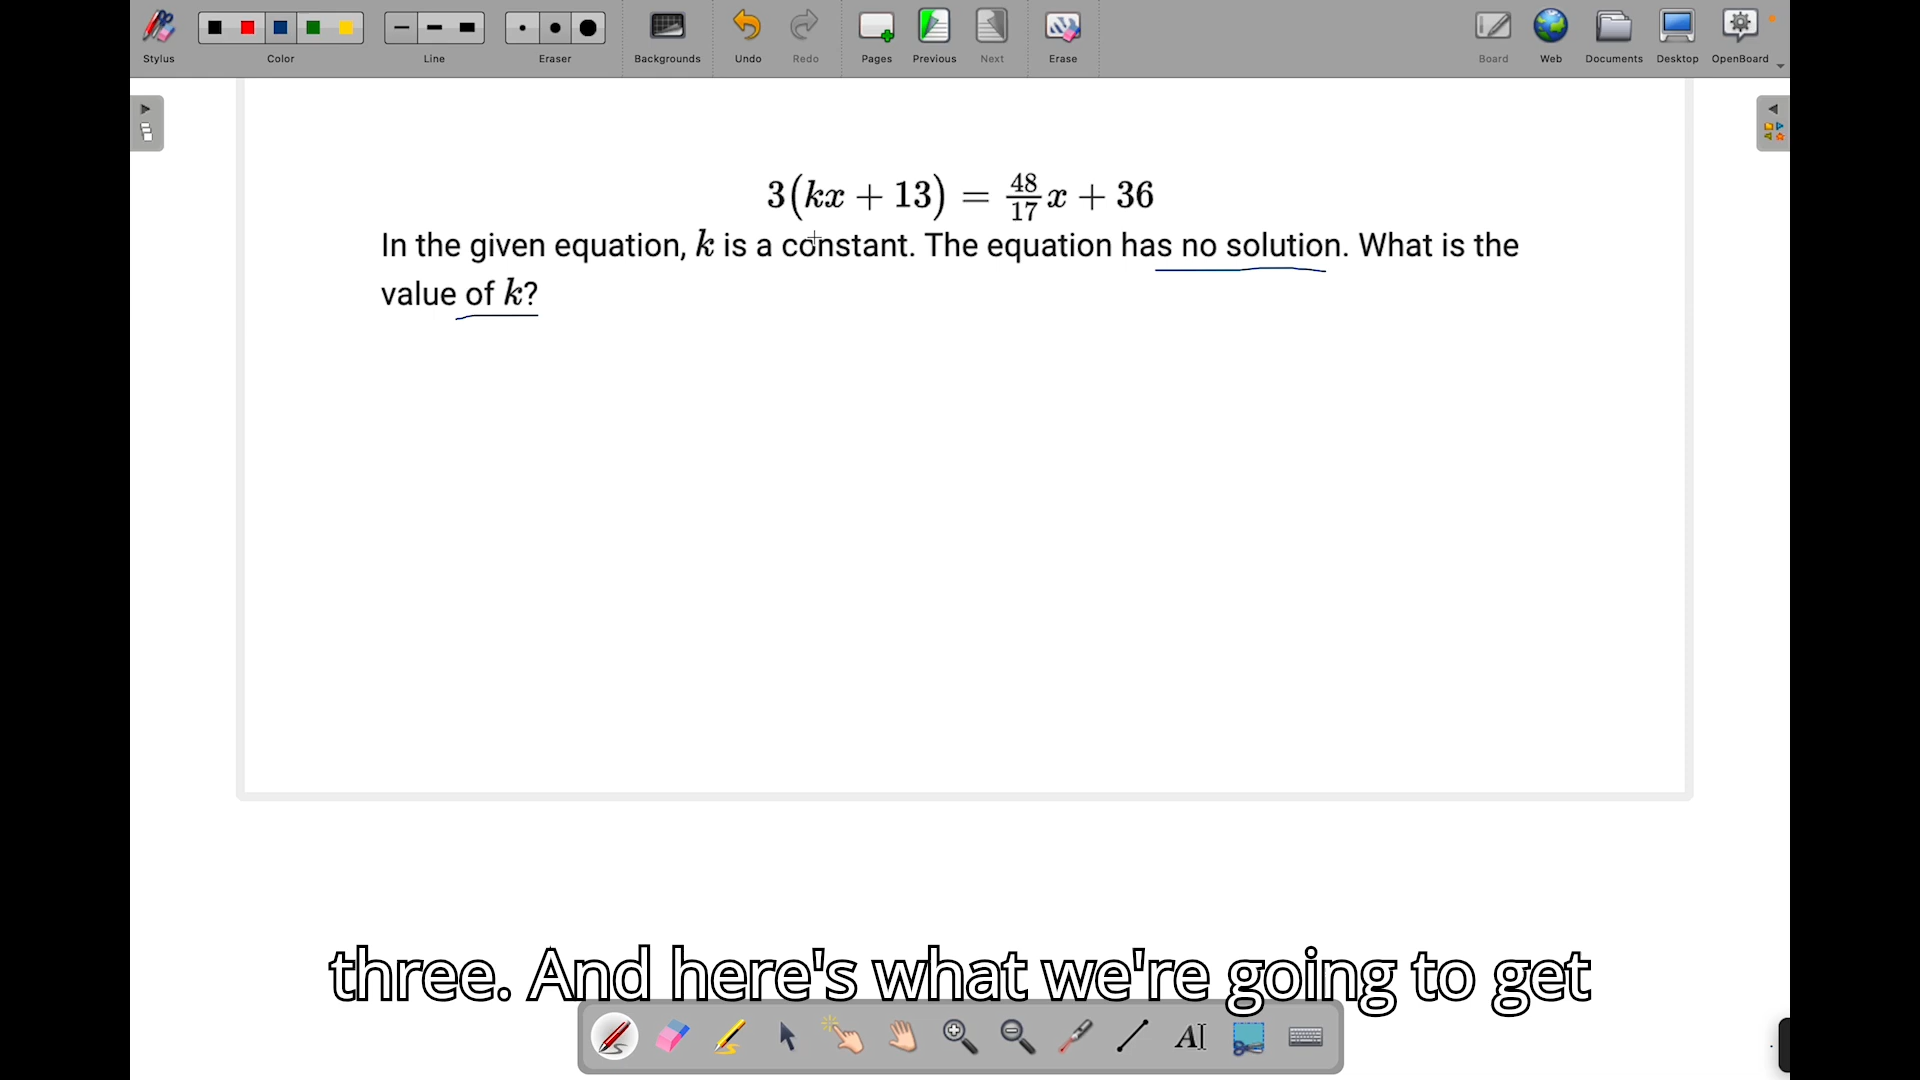 Stylus Color Line Eraser Backgrounds Undo Redo Pages Previous Next Erase Board Web Documents Desktop OpenBoard
3(kx + 13) = 48/17 x + 36
In the given equation, k is a constant. The equation has no solution. What is the
value of k?
three. And here's what we're going to get